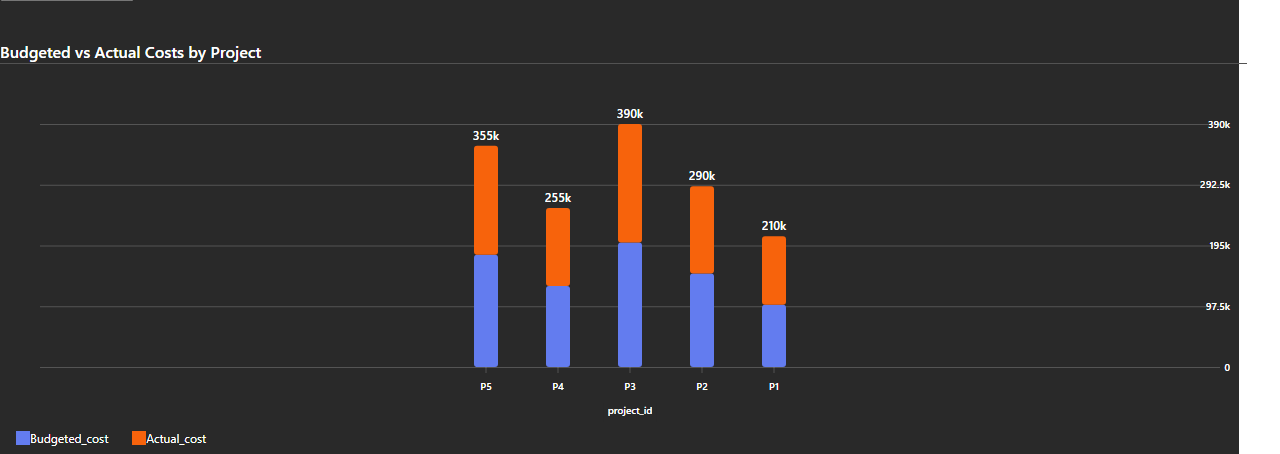 Budgeted vs Actual Costs by Project
390k
390k
355k
290k
292.5k
255k
210k
195k
97.5k
0
P5 P4 P3 P2 P1
project_id
Budgeted_cost Actual_cost